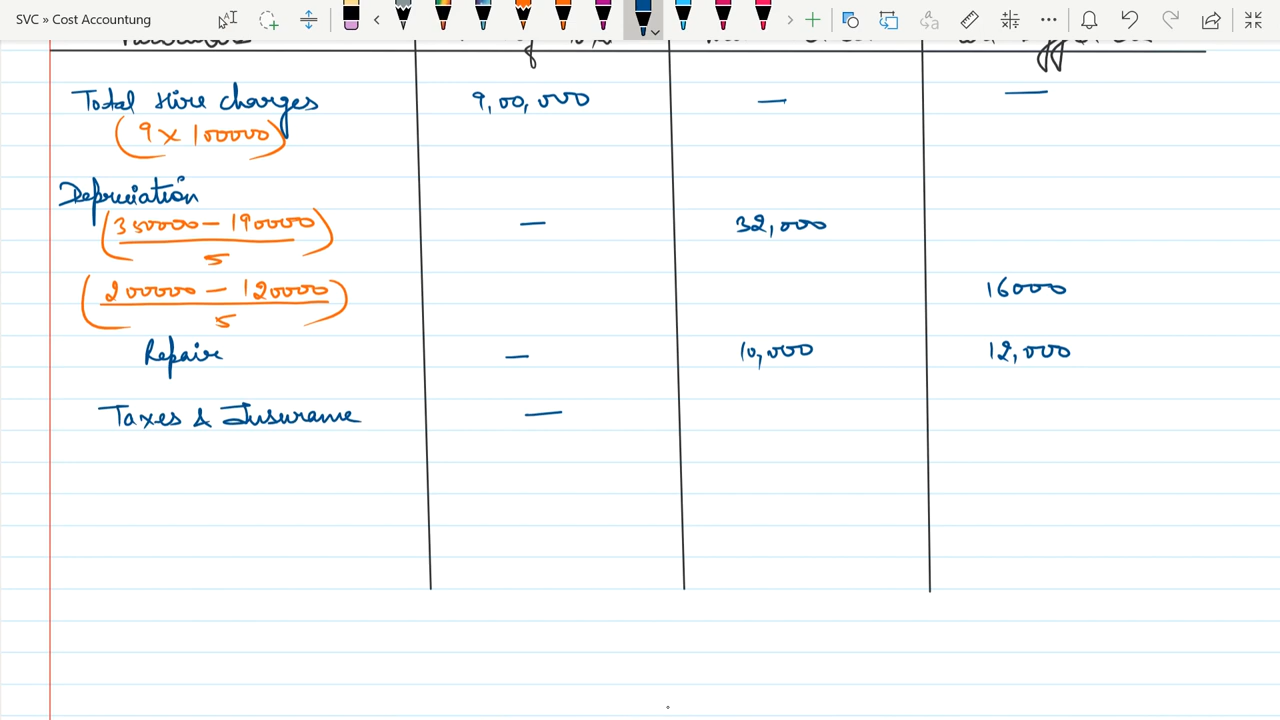 SVC » Cost Accountung
Total Hire charges 9,00,000 — —
(9 x 100000)
Depreciation
(350000 - 190000) — 32,000
5
(200000 - 120000) 16000
5
Repair — 10,000 12,000
Taxes & Insurance —